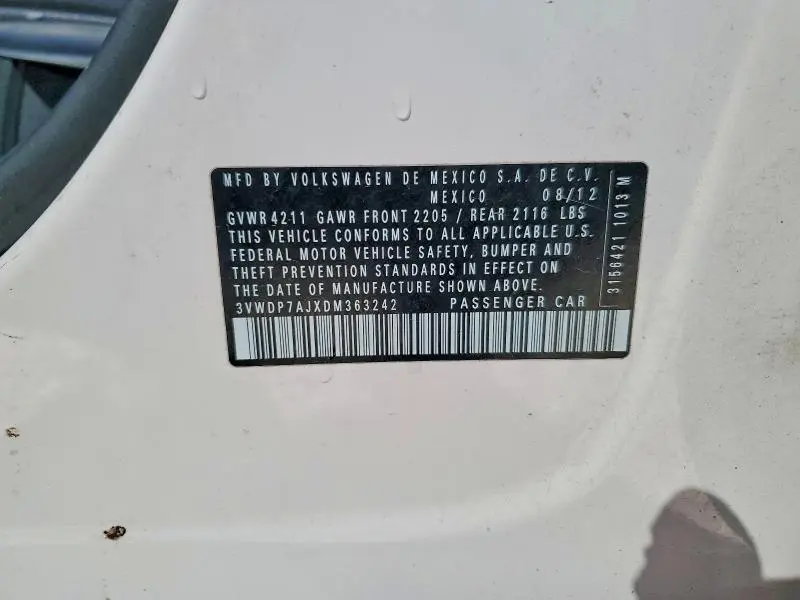 MFD BY VOLKSWAGEN DE MEXICO S.A. DE C.V.
MEXICO 08/12
GVWR 4211 GAWR FRONT 2205 / REAR 2116 LBS
THIS VEHICLE CONFORMS TO ALL APPLICABLE U.S.
FEDERAL MOTOR VEHICLE SAFETY, BUMPER AND
THEFT PREVENTION STANDARDS IN EFFECT ON
THE DATE OF MANUFACTURE SHOWN ABOVE.
3VWDP7AJXDM363242 PASSENGER CAR
3156421 1013 M